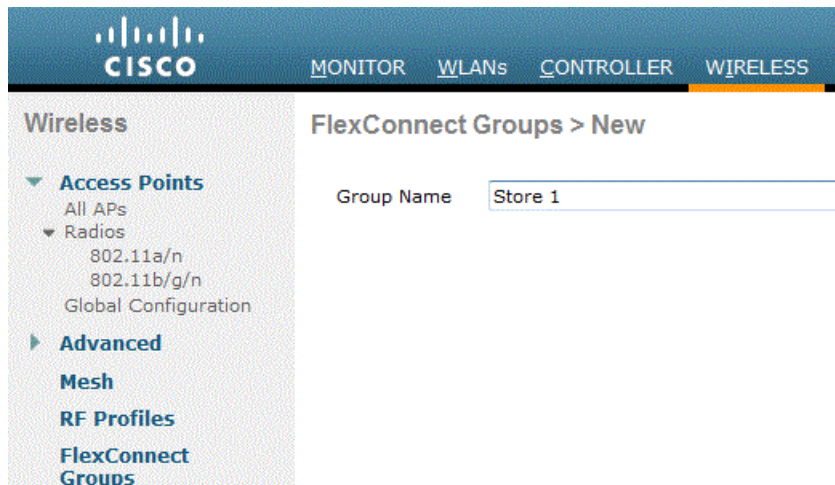 CISCO
MONITOR WLANs CONTROLLER WIRELESS
Wireless
Access Points
All APs
Radios
802.11a/n
802.11b/g/n
Global Configuration
Advanced
Mesh
RF Profiles
FlexConnect
Groups
FlexConnect Groups > New
Group Name Store 1